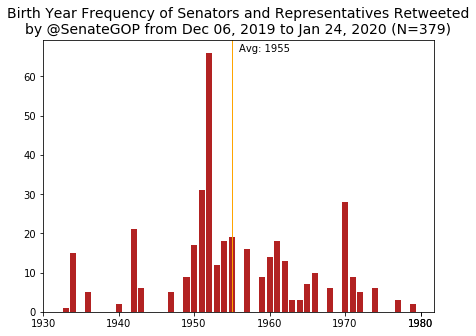 Birth Year Frequency of Senators and Representatives Retweeted
by @SenateGOP from Dec 06, 2019 to Jan 24, 2020 (N=379)
Avg: 1955
60
50
40
30
20
10
0
1930 1940 1950 1960 1970 1980